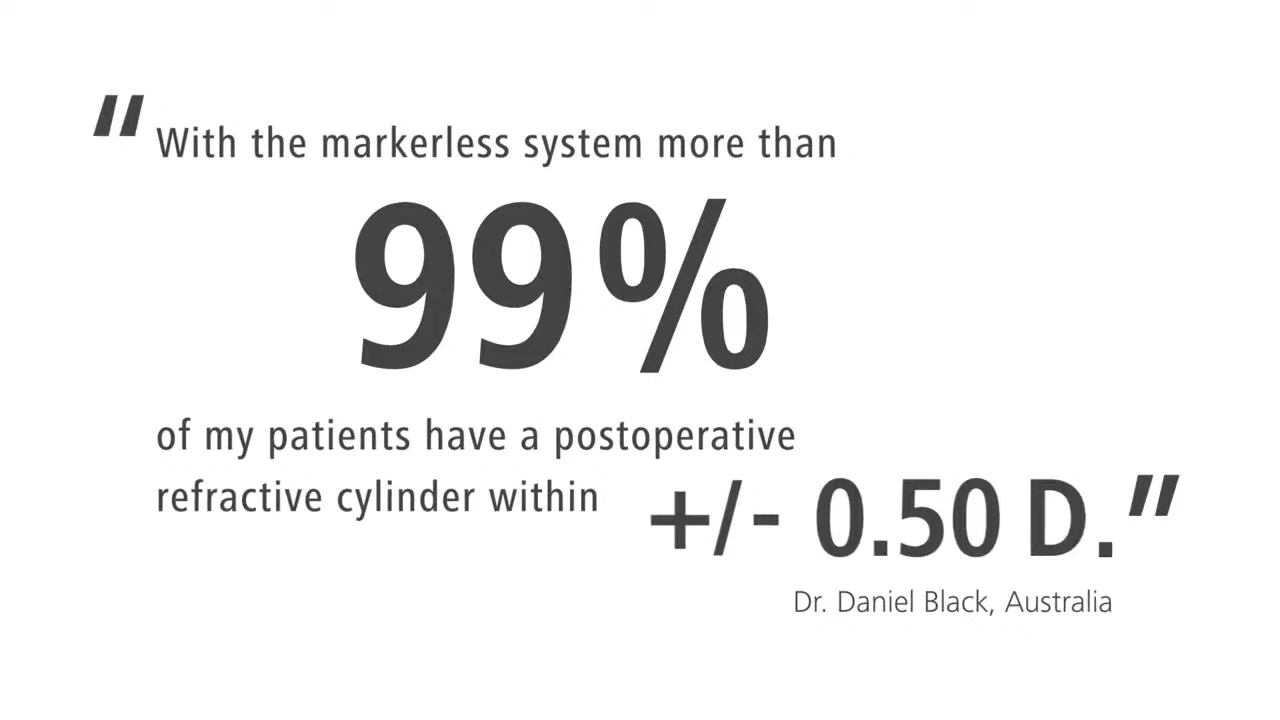 “With the markerless system more than
99%
of my patients have a postoperative
refractive cylinder within +/- 0.50 D.”
Dr. Daniel Black, Australia